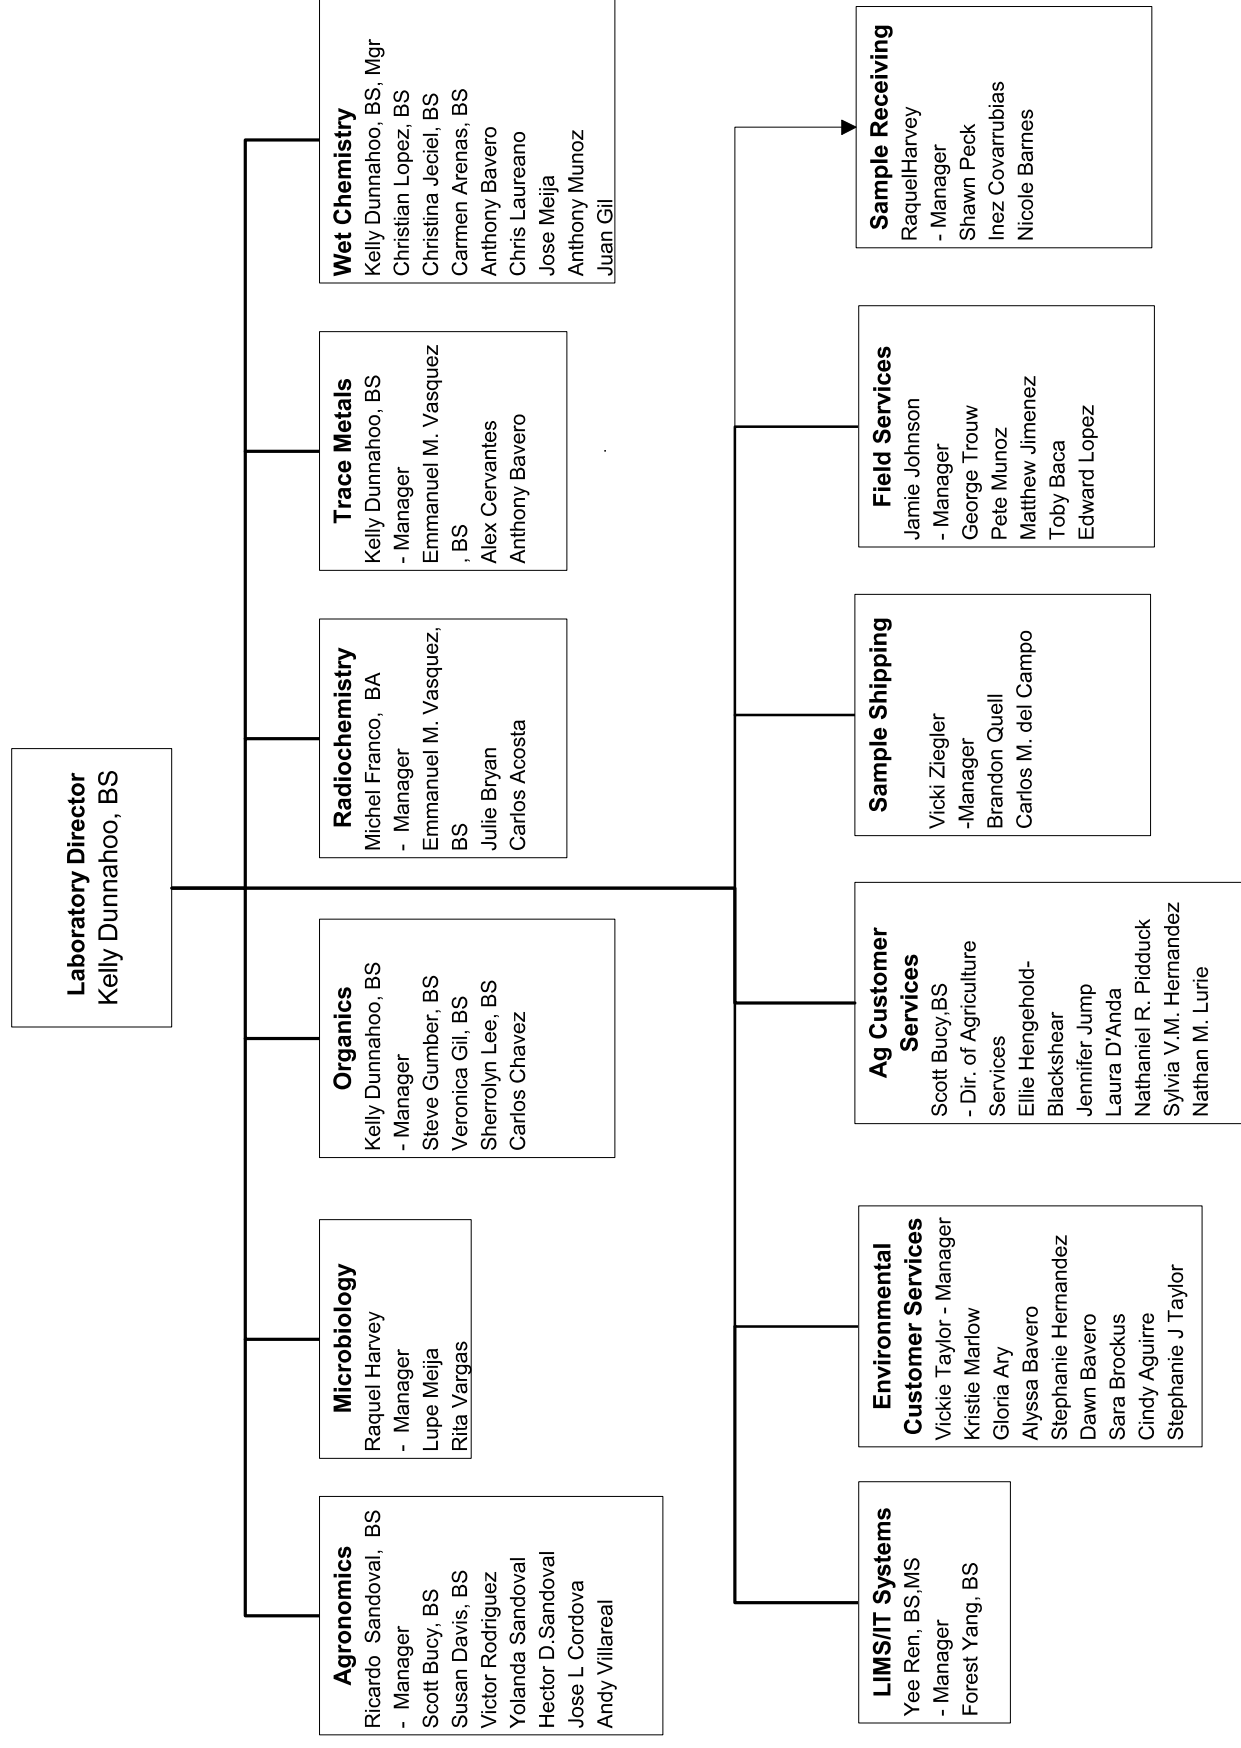 Laboratory Director
Kelly Dunnahoo, BS
Agronomics
Ricardo Sandoval, BS
- Manager
Scott Bucy, BS
Susan Davis, BS
Victor Rodriguez
Yolanda Sandoval
Hector D.Sandoval
Jose L Cordova
Andy Villareal
Microbiology
Raquel Harvey
- Manager
Lupe Meija
Rita Vargas
Organics
Kelly Dunnahoo, BS
- Manager
Steve Gumber, BS
Veronica Gil, BS
Sherrolyn Lee, BS
Carlos Chavez
Radiochemistry
Michel Franco, BA
- Manager
Emmanuel M. Vasquez,
BS
Julie Bryan
Carlos Acosta
Trace Metals
Kelly Dunnahoo, BS
- Manager
Emmanuel M. Vasquez
, BS
Alex Cervantes
Anthony Bavero
Wet Chemistry
Kelly Dunnahoo, BS, Mgr
Christian Lopez, BS
Christina Jeciel, BS
Carmen Arenas, BS
Anthony Bavero
Chris Laureano
Jose Meija
Anthony Munoz
Juan Gil
LIMS/IT Systems
Yee Ren, BS,MS
- Manager
Forest Yang, BS
Environmental
Customer Services
Vickie Taylor - Manager
Kristie Marlow
Gloria Ary
Alyssa Bavero
Stephanie Hernandez
Dawn Bavero
Sara Brockus
Cindy Aguirre
Stephanie J Taylor
Ag Customer
Services
Scott Bucy,BS
- Dir. of Agriculture
Services
Ellie Hengehold-
Blackshear
Jennifer Jump
Laura D'Anda
Nathaniel R. Pidduck
Sylvia V.M. Hernandez
Nathan M. Lurie
Sample Shipping
Vicki Ziegler
-Manager
Brandon Quell
Carlos M. del Campo
Field Services
Jamie Johnson
- Manager
George Trouw
Pete Munoz
Matthew Jimenez
Toby Baca
Edward Lopez
Sample Receiving
RaquelHarvey
- Manager
Shawn Peck
Inez Covarrubias
Nicole Barnes